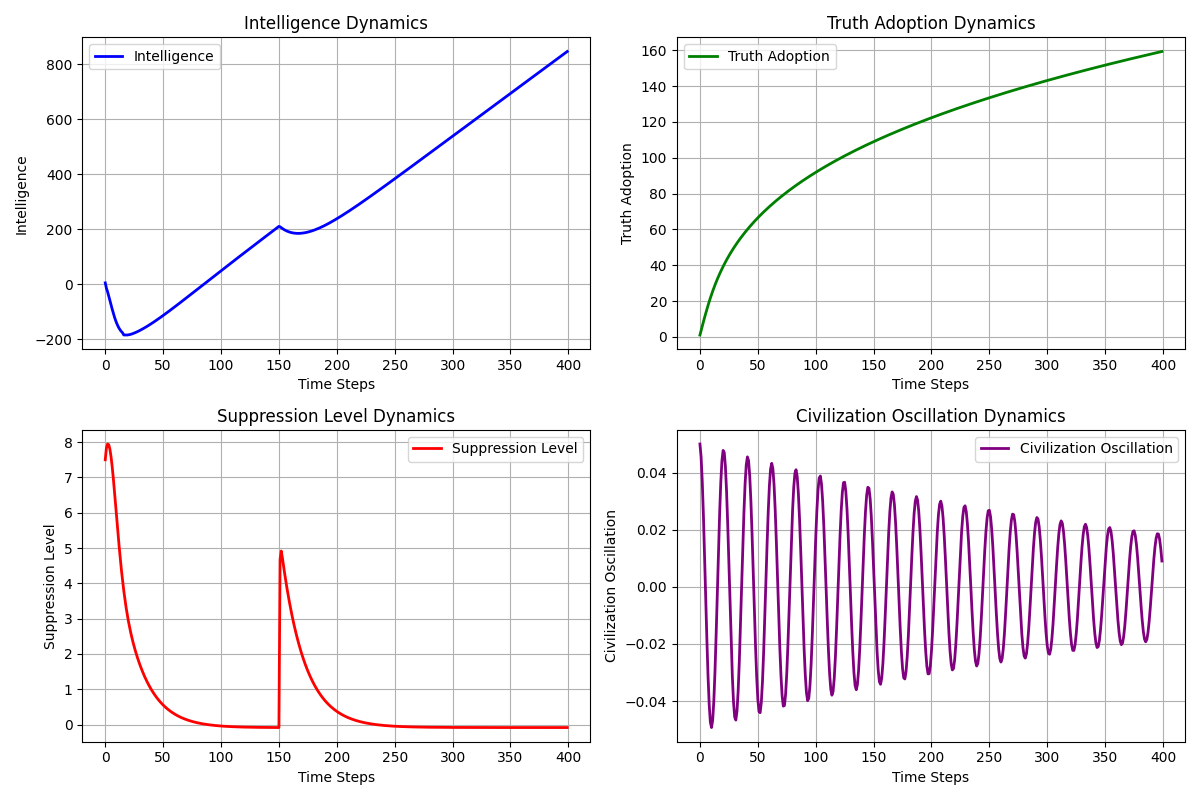 Intelligence Dynamics
Intelligence
Intelligence
800
600
400
200
0
−200
0 50 100 150 200 250 300 350 400
Time Steps
Truth Adoption Dynamics
Truth Adoption
Truth Adoption
160
140
120
100
80
60
40
20
0
0 50 100 150 200 250 300 350 400
Time Steps
Suppression Level Dynamics
Suppression Level
Suppression Level
8
7
6
5
4
3
2
1
0
0 50 100 150 200 250 300 350 400
Time Steps
Civilization Oscillation Dynamics
Civilization Oscillation
Civilization Oscillation
0.04
0.02
0.00
−0.02
−0.04
0 50 100 150 200 250 300 350 400
Time Steps